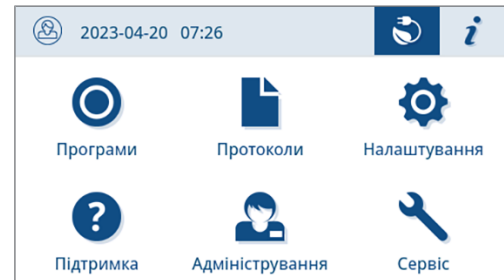 2023-04-20 07:26
Програми Протоколи Налаштування
Підтримка Адміністрування Сервіс